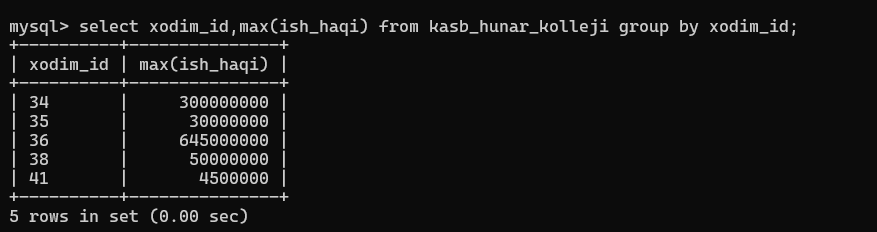 mysql> select xodim_id,max(ish_haqi) from kasb_hunar_kolleji group by xodim_id;
+----------+---------------+
| xodim_id | max(ish_haqi) |
+----------+---------------+
| 34       |     300000000 |
| 35       |      30000000 |
| 36       |     645000000 |
| 38       |      50000000 |
| 41       |       4500000 |
+----------+---------------+
5 rows in set (0.00 sec)